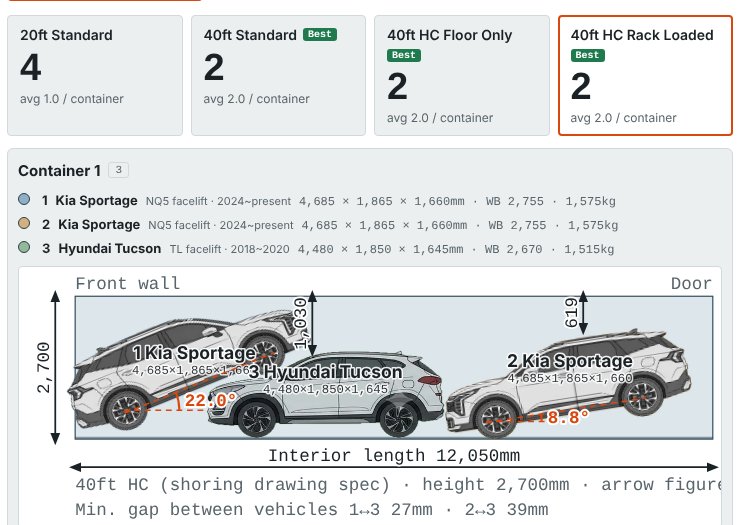 20ft Standard
4
avg 1.0 / container
40ft Standard Best
2
avg 2.0 / container
40ft HC Floor Only
Best
2
avg 2.0 / container
40ft HC Rack Loaded
Best
2
avg 2.0 / container
Container 1 3
1 Kia Sportage NQ5 facelift · 2024~present 4,685 × 1,865 × 1,660mm · WB 2,755 · 1,575kg
2 Kia Sportage NQ5 facelift · 2024~present 4,685 × 1,865 × 1,660mm · WB 2,755 · 1,575kg
3 Hyundai Tucson TL facelift · 2018~2020 4,480 × 1,850 × 1,645mm · WB 2,670 · 1,515kg
Front wall Door
2,700
1,030
619
1 Kia Sportage
4,685×1,865×1,66
3 Hyundai Tucson
4,480×1,850×1,645
2 Kia Sportage
4,685×1,865×1,660
22.0°
8.8°
Interior length 12,050mm
40ft HC (shoring drawing spec) · height 2,700mm · arrow figure
Min. gap between vehicles 1↔3 27mm · 2↔3 39mm